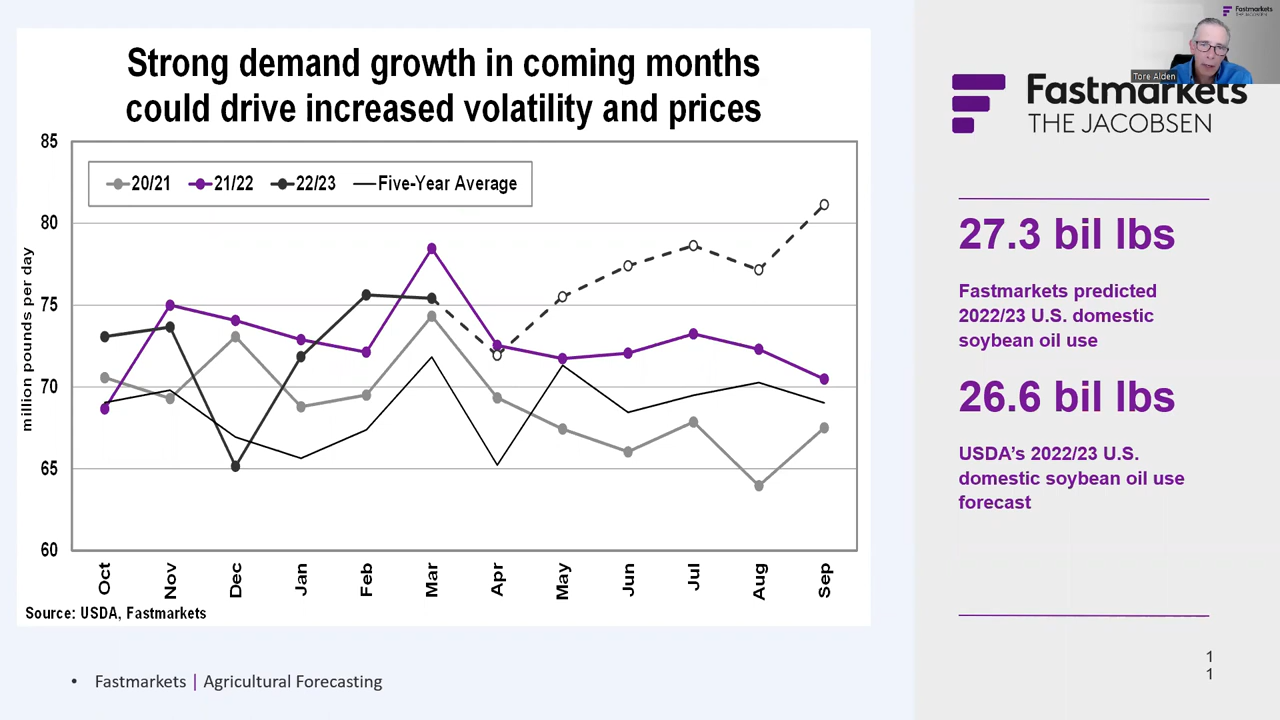 Strong demand growth in coming months
could drive increased volatility and prices
85
80
75
70
65
60
million pounds per day
20/21
21/22
22/23
Five-Year Average
Oct
Nov
Dec
Jan
Feb
Mar
Apr
May
Jun
Jul
Aug
Sep
Source: USDA, Fastmarkets
• Fastmarkets | Agricultural Forecasting
Fastmarkets
THE JACOBSEN
Tore Alden
Fastmarkets
THE JACOBSEN
27.3 bil lbs
Fastmarkets predicted
2022/23 U.S. domestic
soybean oil use
26.6 bil lbs
USDA's 2022/23 U.S.
domestic soybean oil use
forecast
1
1